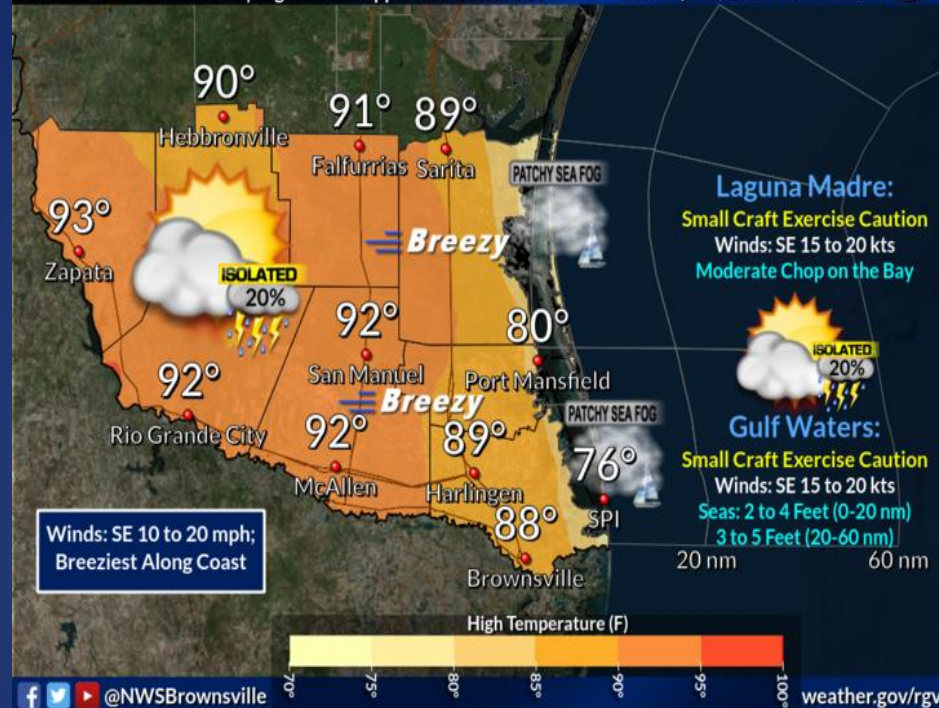 90°
Hebbronville
91°
Falfurrias
89°
Sarita
PATCHY SEA FOG
93°
Zapata
ISOLATED
20%
Breezy
92°
San Manuel
80°
Port Mansfield
92°
Rio Grande City
Breezy
92°
McAllen
89°
Harlingen
PATCHY SEA FOG
76°
SPI
88°
Brownsville
Laguna Madre:
Small Craft Exercise Caution
Winds: SE 15 to 20 kts
Moderate Chop on the Bay
ISOLATED
20%
Gulf Waters:
Small Craft Exercise Caution
Winds: SE 15 to 20 kts
Seas: 2 to 4 Feet (0-20 nm)
3 to 5 Feet (20-60 nm)
20 nm
60 nm
Winds: SE 10 to 20 mph;
Breeziest Along Coast
High Temperature (F)
70° 75° 80° 85° 90° 95° 100°
@NWSBrownsville
weather.gov/rgv